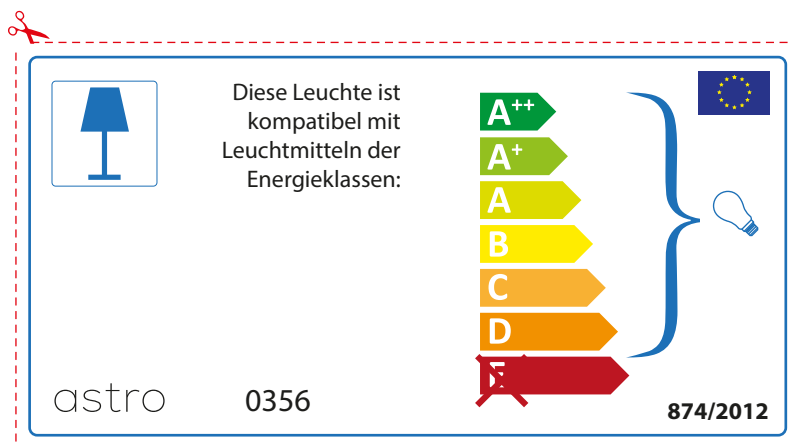 Diese Leuchte ist
kompatibel mit
Leuchtmitteln der
Energieklassen:
A++
A+
A
B
C
D
E
astro
0356
874/2012